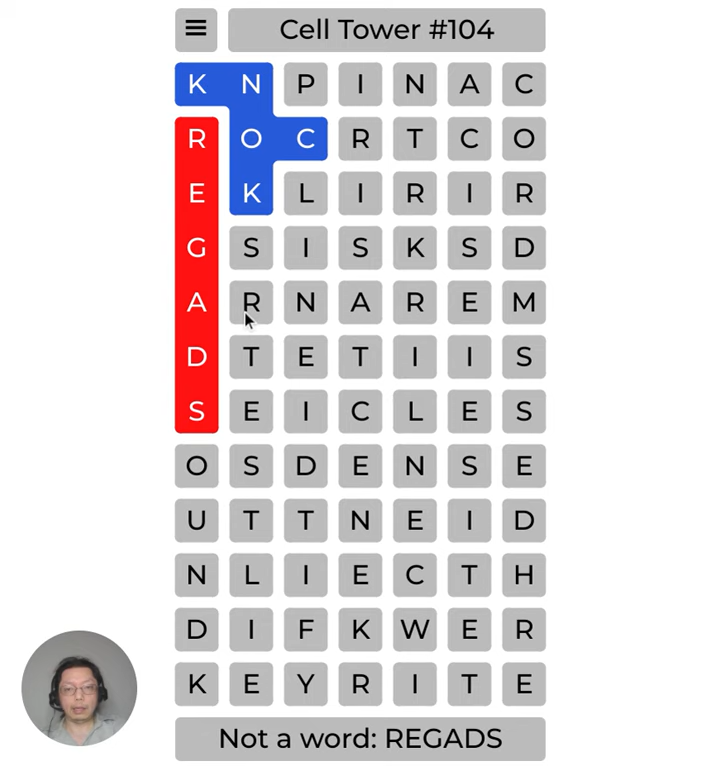 Cell Tower #104
K N P I N A C
R O C R T C O
E K L I R I R
G S I S K S D
A R N A R E M
D T E T I I S
S E I C L E S
O S D E N S E
U T T N E I D
N L I E C T H
D I F K W E R
K E Y R I T E
Not a word: REGADS